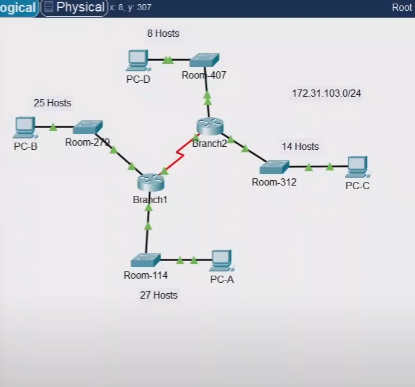 ogical Physical x: 8, y: 307 Root
8 Hosts
PC-D
Room-407
172.31.103.0/24
25 Hosts
PC-B
Room-279
Branch2
14 Hosts
Room-312
PC-C
Branch1
Room-114
PC-A
27 Hosts